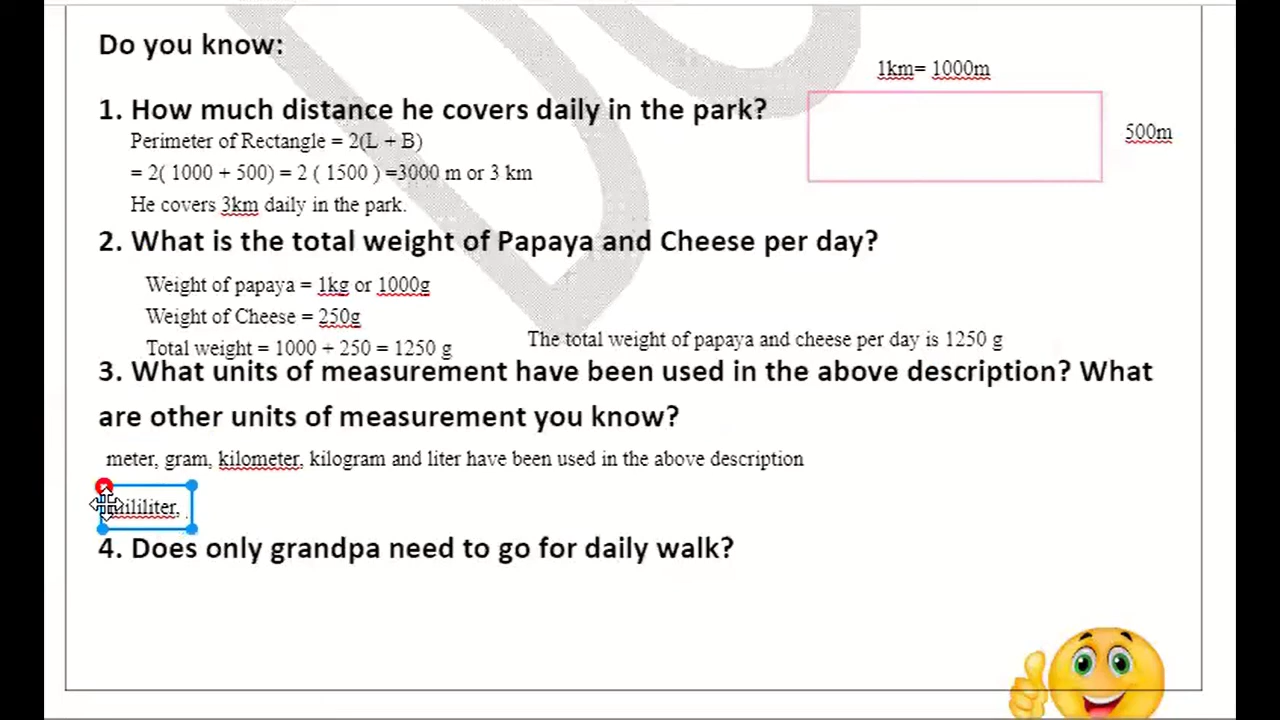 Do you know:
1km= 1000m
1. How much distance he covers daily in the park?
Perimeter of Rectangle = 2(L + B)
500m
= 2( 1000 + 500) = 2 ( 1500 ) =3000 m or 3 km
He covers 3km daily in the park.
2. What is the total weight of Papaya and Cheese per day?
Weight of papaya = 1kg or 1000g
Weight of Cheese = 250g
Total weight = 1000 + 250 = 1250 g
The total weight of papaya and cheese per day is 1250 g
3. What units of measurement have been used in the above description? What
are other units of measurement you know?
meter, gram, kilometer, kilogram and liter have been used in the above description
mililiter,
4. Does only grandpa need to go for daily walk?